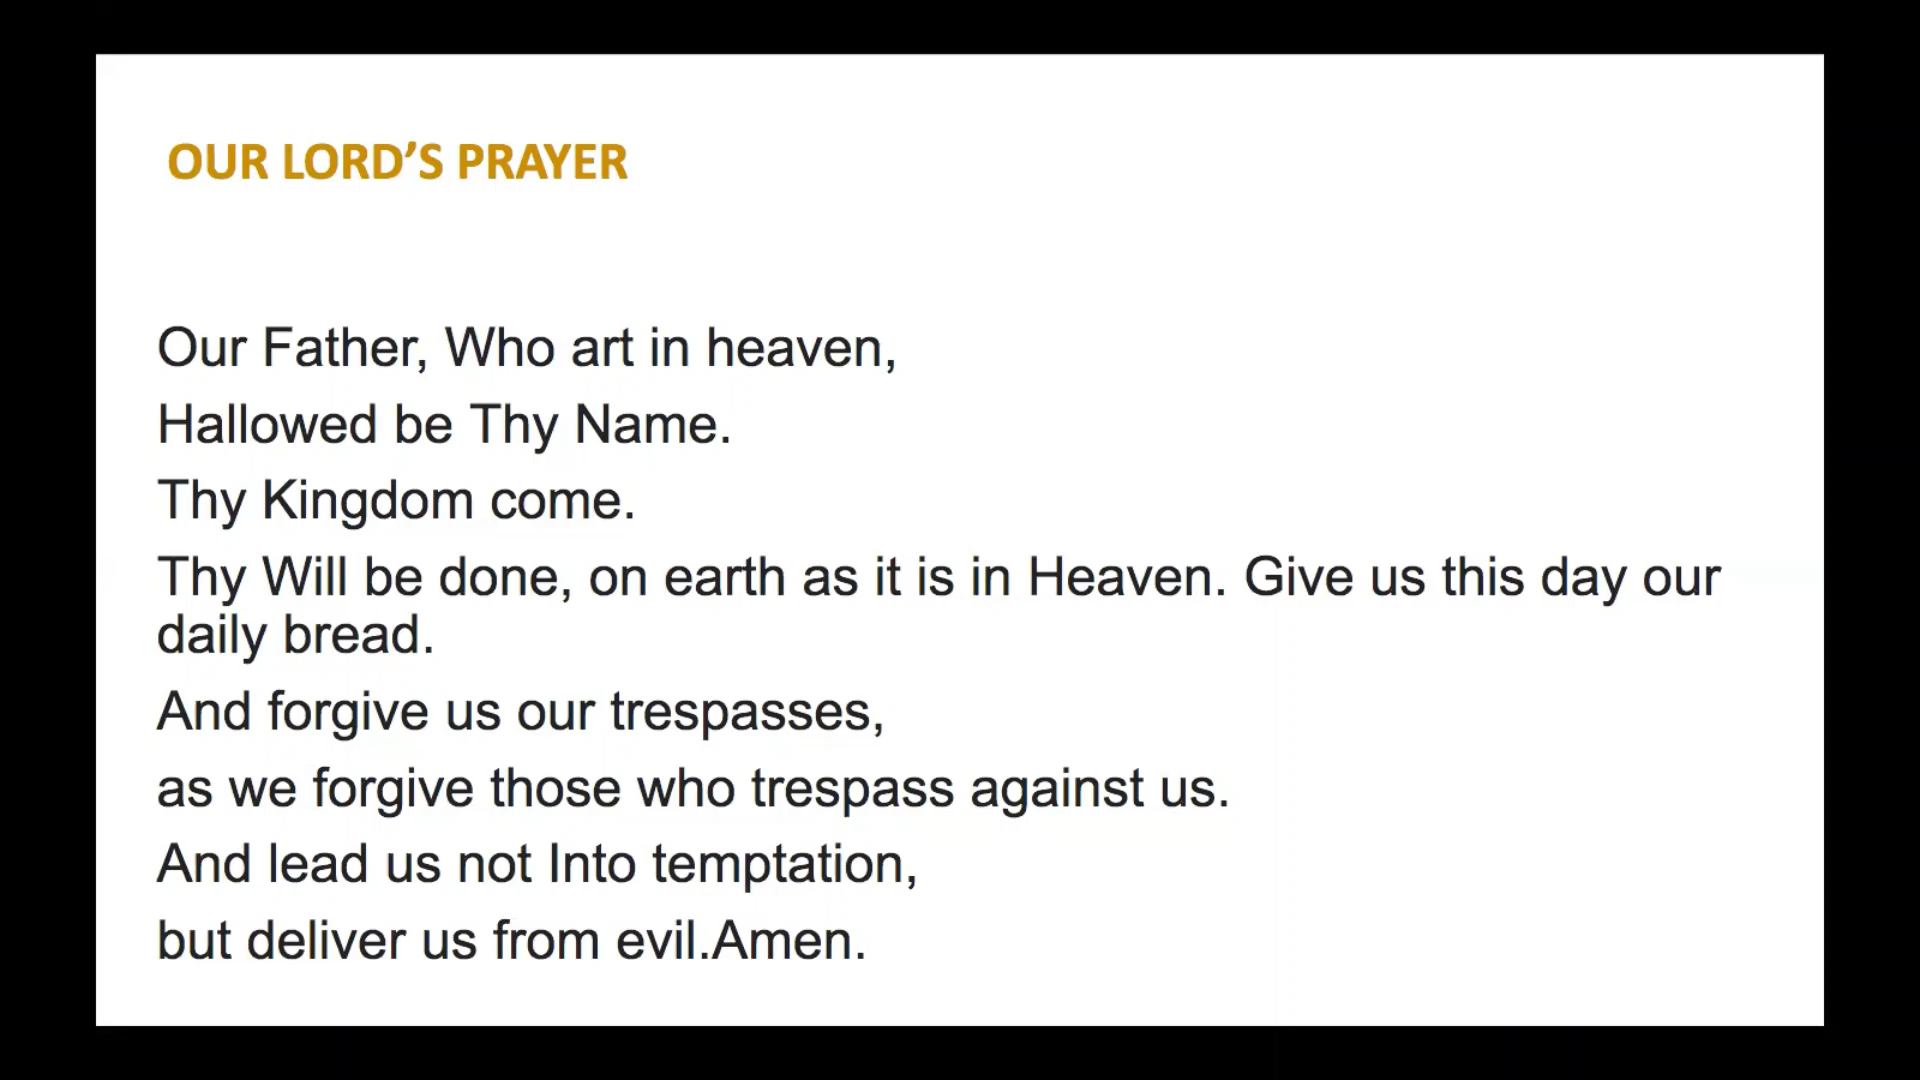 OUR LORD’S PRAYER
Our Father, Who art in heaven,
Hallowed be Thy Name.
Thy Kingdom come.
Thy Will be done, on earth as it is in Heaven. Give us this day our
daily bread.
And forgive us our trespasses,
as we forgive those who trespass against us.
And lead us not Into temptation,
but deliver us from evil.Amen.